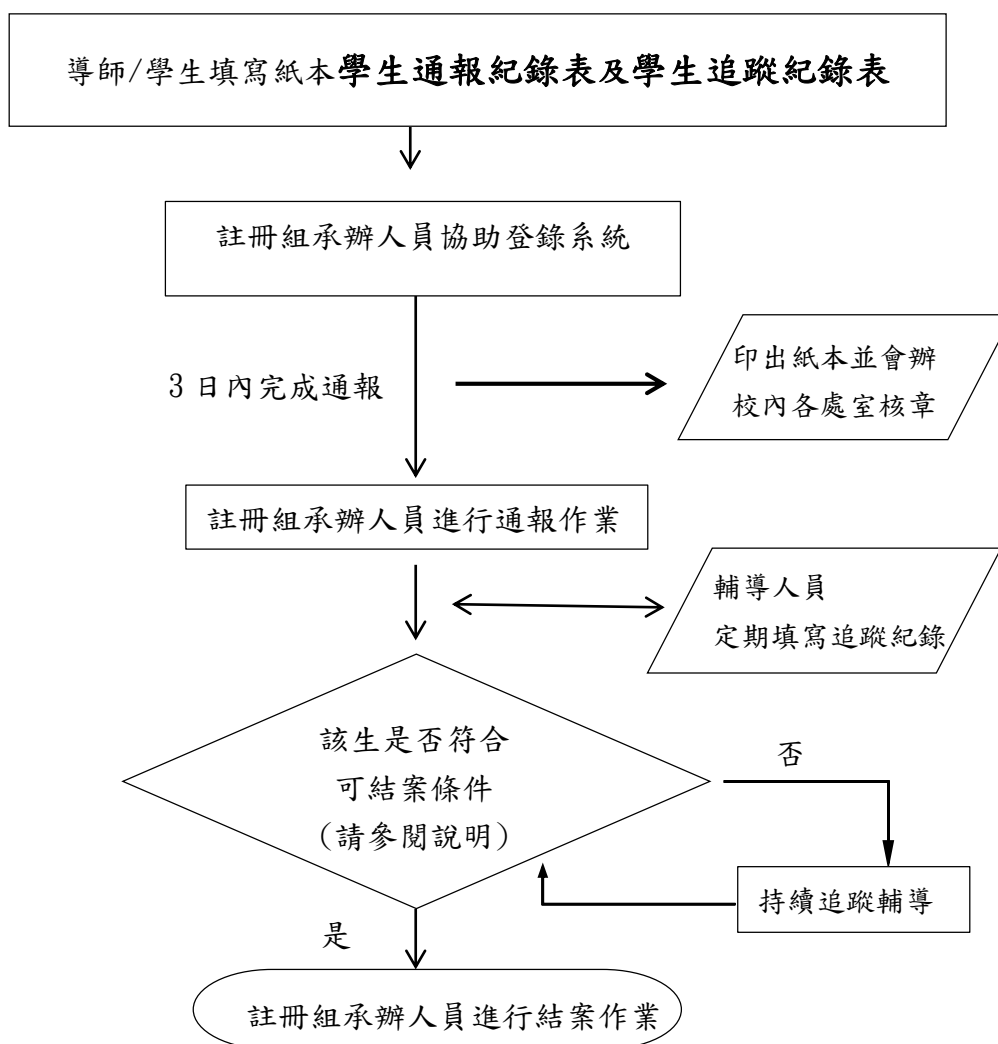 導師/學生填寫紙本學生通報紀錄表及學生追蹤紀錄表
註冊組承辦人員協助登錄系統
3 日內完成通報
印出紙本並會辦
校內各處室核章
註冊組承辦人員進行通報作業
輔導人員
定期填寫追蹤紀錄
該生是否符合
可結案條件
(請參閱說明)
否
持續追蹤輔導
是
註冊組承辦人員進行結案作業